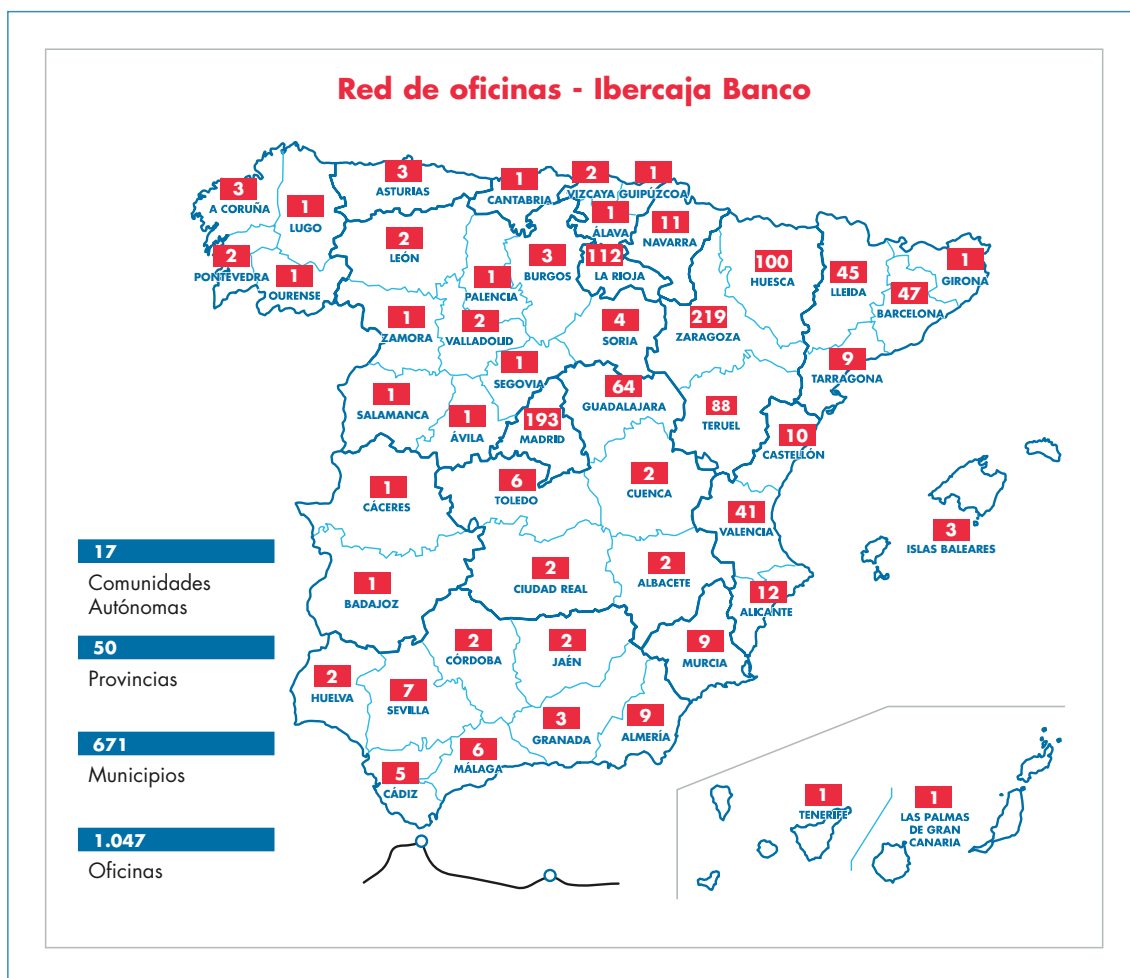 Red de oficinas - Ibercaja Banco
3
A CORUÑA
1
LUGO
3
ASTURIAS
1
CANTABRIA
2
VIZCAYA
1
GUIPÚZCOA
1
ÁLAVA
11
NAVARRA
2
PONTEVEDRA
1
OURENSE
2
LEÓN
1
PALENCIA
3
BURGOS
112
LA RIOJA
100
HUESCA
45
LLEIDA
1
GIRONA
47
BARCELONA
1
ZAMORA
2
VALLADOLID
4
SORIA
219
ZARAGOZA
9
TARRAGONA
1
SEGOVIA
1
SALAMANCA
1
ÁVILA
193
MADRID
64
GUADALAJARA
88
TERUEL
10
CASTELLÓN
1
CÁCERES
6
TOLEDO
2
CUENCA
41
VALENCIA
3
ISLAS BALEARES
1
BADAJOZ
2
CIUDAD REAL
2
ALBACETE
12
ALICANTE
2
HUELVA
7
SEVILLA
2
CÓRDOBA
2
JAÉN
9
MURCIA
5
CÁDIZ
6
MÁLAGA
3
GRANADA
9
ALMERÍA
1
TENERIFE
1
LAS PALMAS
DE GRAN
CANARIA
17
Comunidades
Autónomas
50
Provincias
671
Municipios
1.047
Oficinas